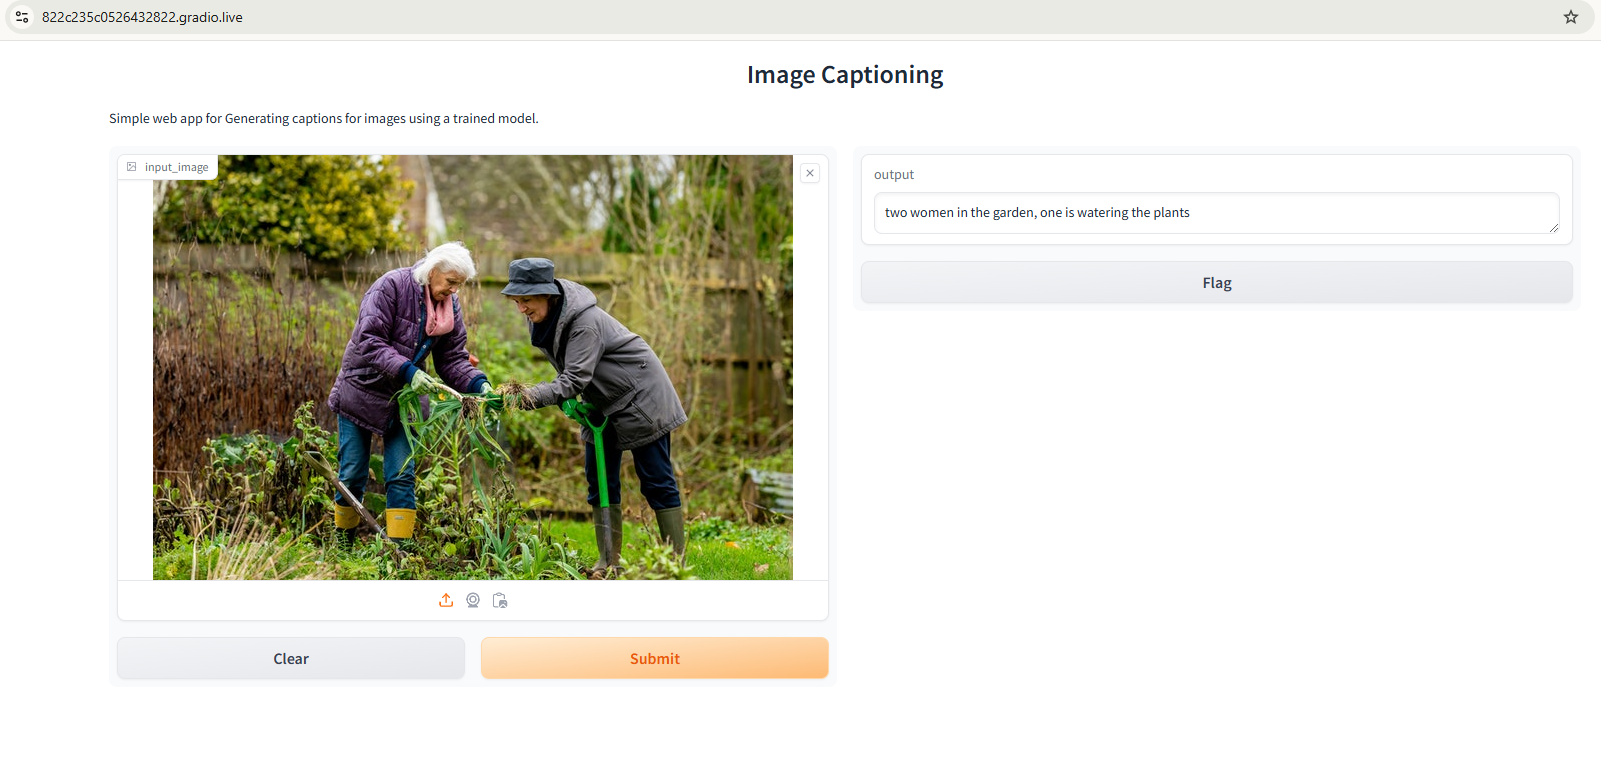 822c235c0526432822.gradio.live
Image Captioning
Simple web app for Generating captions for images using a trained model.
input_image
output
two women in the garden, one is watering the plants
Flag
Clear
Submit